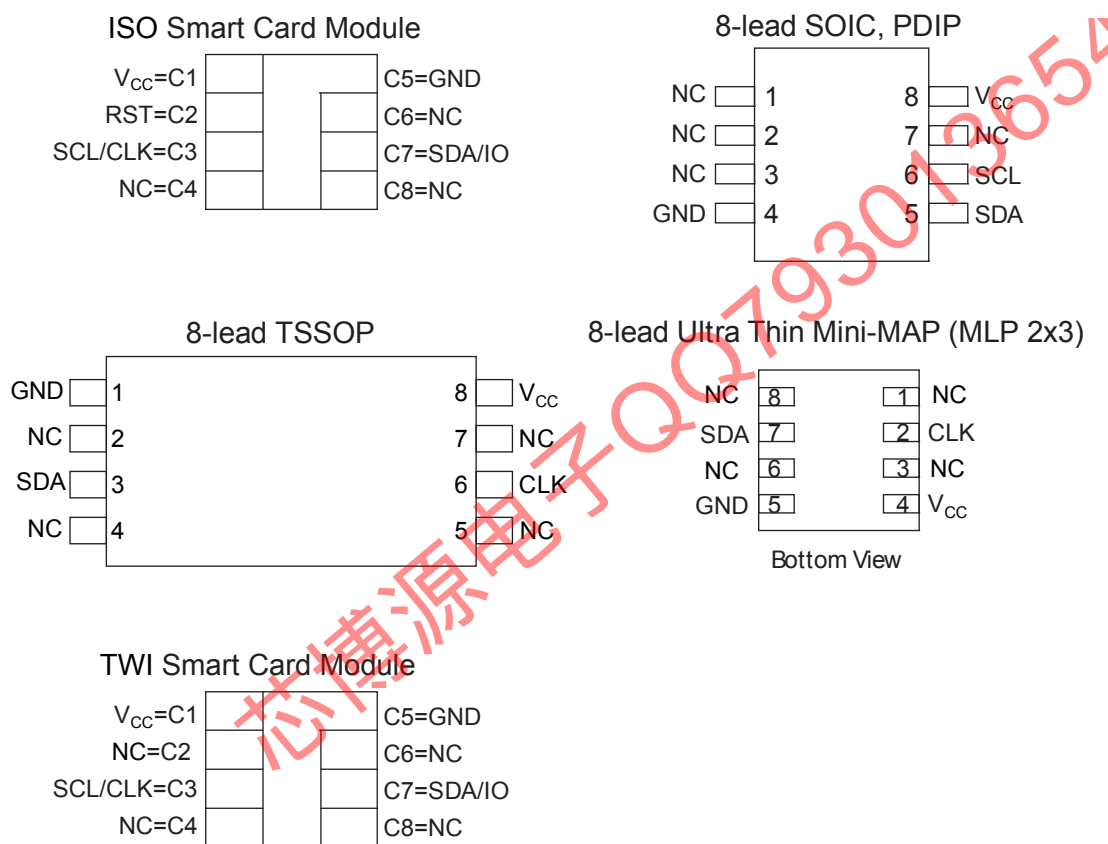 ISO Smart Card Module
VCC=C1
RST=C2
SCL/CLK=C3
NC=C4
C5=GND
C6=NC
C7=SDA/IO
C8=NC
8-lead SOIC, PDIP
NC 1
NC 2
NC 3
GND 4
8 VCC
7 NC
6 SCL
5 SDA
8-lead TSSOP
GND 1
NC 2
SDA 3
NC 4
8 VCC
7 NC
6 CLK
5 NC
8-lead Ultra Thin Mini-MAP (MLP 2x3)
NC 8
SDA 7
NC 6
GND 5
1 NC
2 CLK
3 NC
4 VCC
Bottom View
TWI Smart Card Module
VCC=C1
NC=C2
SCL/CLK=C3
NC=C4
C5=GND
C6=NC
C7=SDA/IO
C8=NC
芯博源电子QQ7930113654